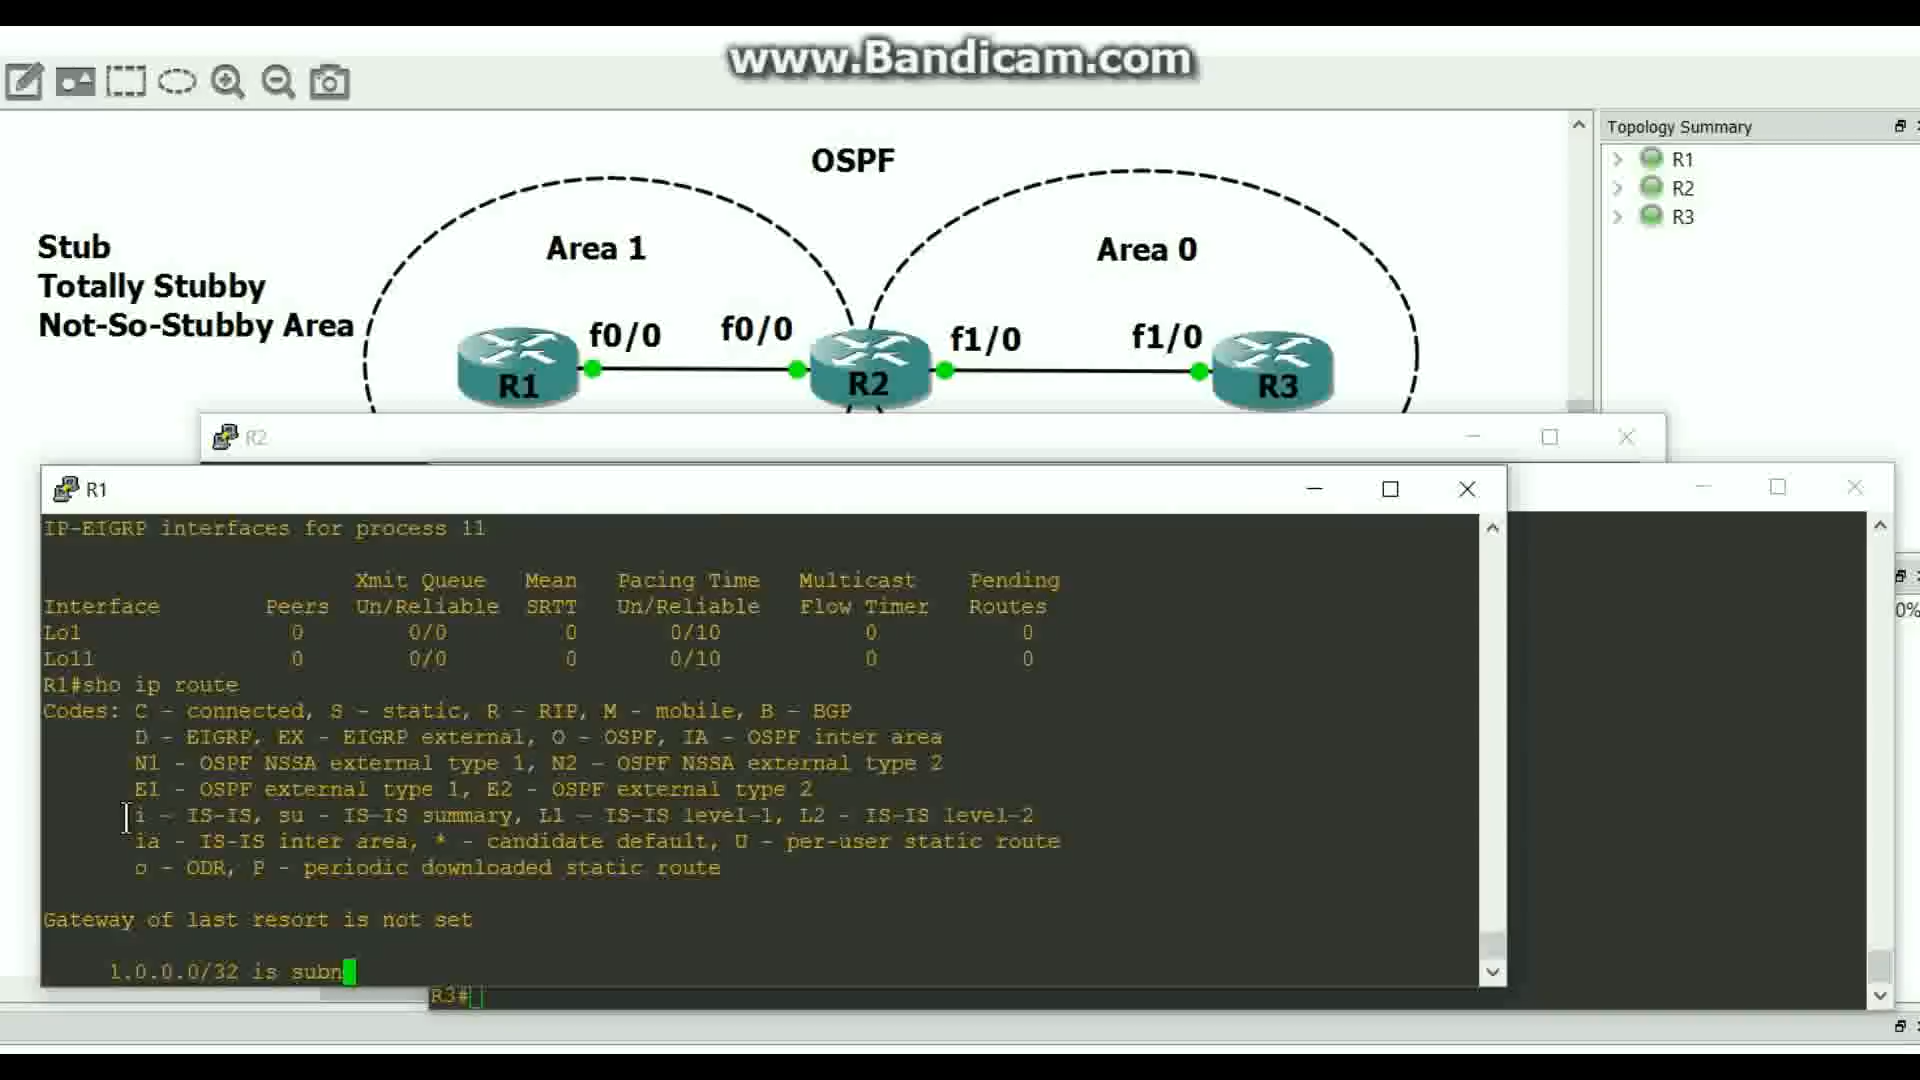 www.Bandicam.com
Topology Summary
R1
R2
R3
OSPF
Area 1
Area 0
Stub
Totally Stubby
Not-So-Stubby Area
f0/0
f0/0
f1/0
f1/0
R1
R2
R3
R2
R1
IP-EIGRP interfaces for process 11
Xmit Queue Mean Pacing Time Multicast Pending
Interface Peers Un/Reliable SRTT Un/Reliable Flow Timer Routes
Lo1 0 0/0 0 0/10 0 0
Lo11 0 0/0 0 0/10 0 0
R1#sho ip route
Codes: C - connected, S - static, R - RIP, M - mobile, B - BGP
D - EIGRP, EX - EIGRP external, O - OSPF, IA - OSPF inter area
N1 - OSPF NSSA external type 1, N2 - OSPF NSSA external type 2
E1 - OSPF external type 1, E2 - OSPF external type 2
i - IS-IS, su - IS-IS summary, L1 - IS-IS level-1, L2 - IS-IS level-2
ia - IS-IS inter area, * - candidate default, U - per-user static route
o - ODR, P - periodic downloaded static route
Gateway of last resort is not set
1.0.0.0/32 is subn
R3#
0%